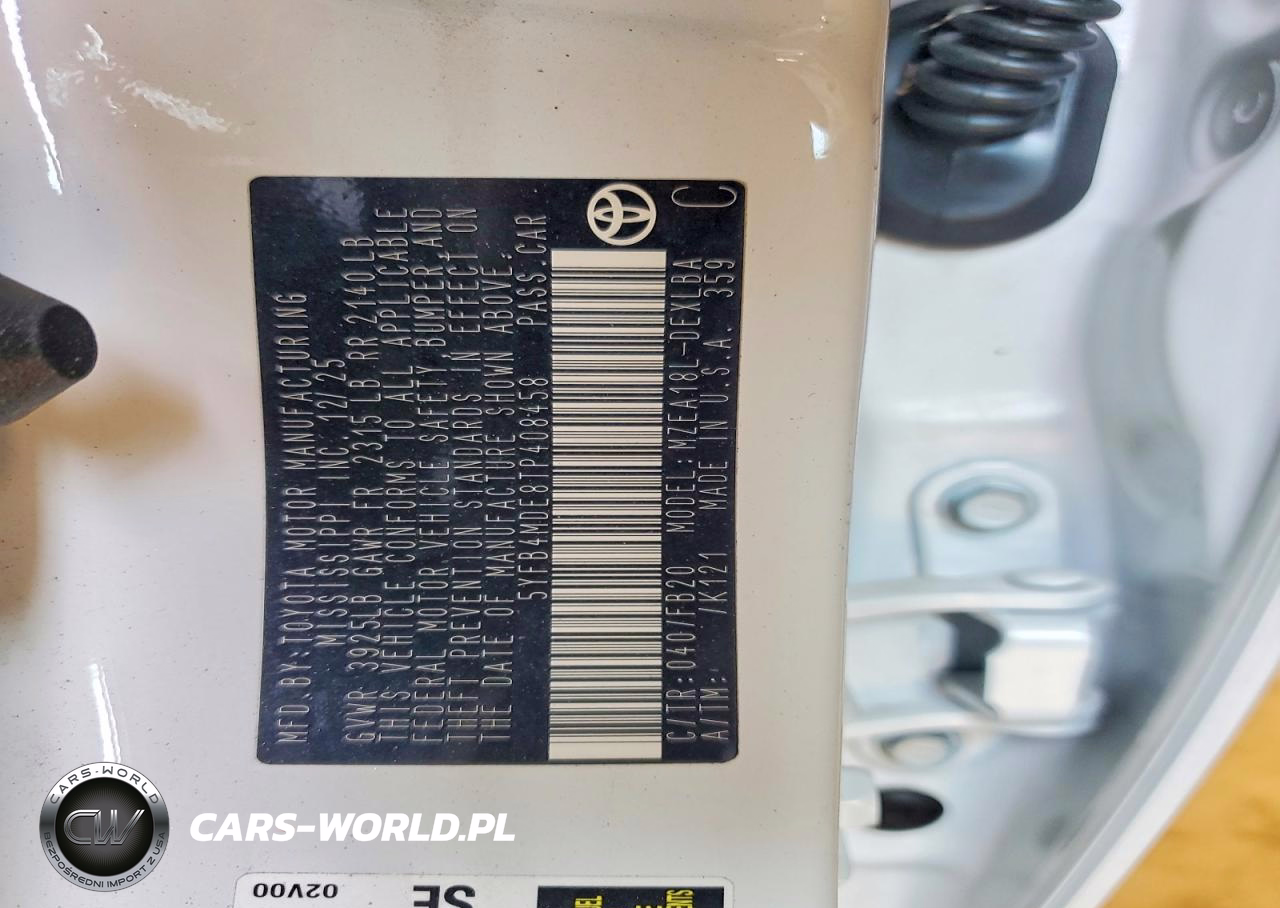 MFD.BY:TOYOTA MOTOR MANUFACTURING
MISSISSIPPI INC. 12/25
GVWR 3925LB GAWR FR 2315LB RR 2140LB
THIS VEHICLE CONFORMS TO ALL APPLICABLE
FEDERAL MOTOR VEHICLE SAFETY, BUMPER AND
THEFT PREVENTION STANDARDS IN EFFECT ON
THE DATE OF MANUFACTURE SHOWN ABOVE.
5YFB4MDE8TP408458 PASS.CAR
C/TR:040/FB20 MODEL:MZEA18L-DEXLBA
A/TM: /K121 MADE IN U.S.A. 359 C
CARS-WORLD
CW
BEZPOŚREDNI IMPORT Z USA
CARS-WORLD.PL
02V00
SE